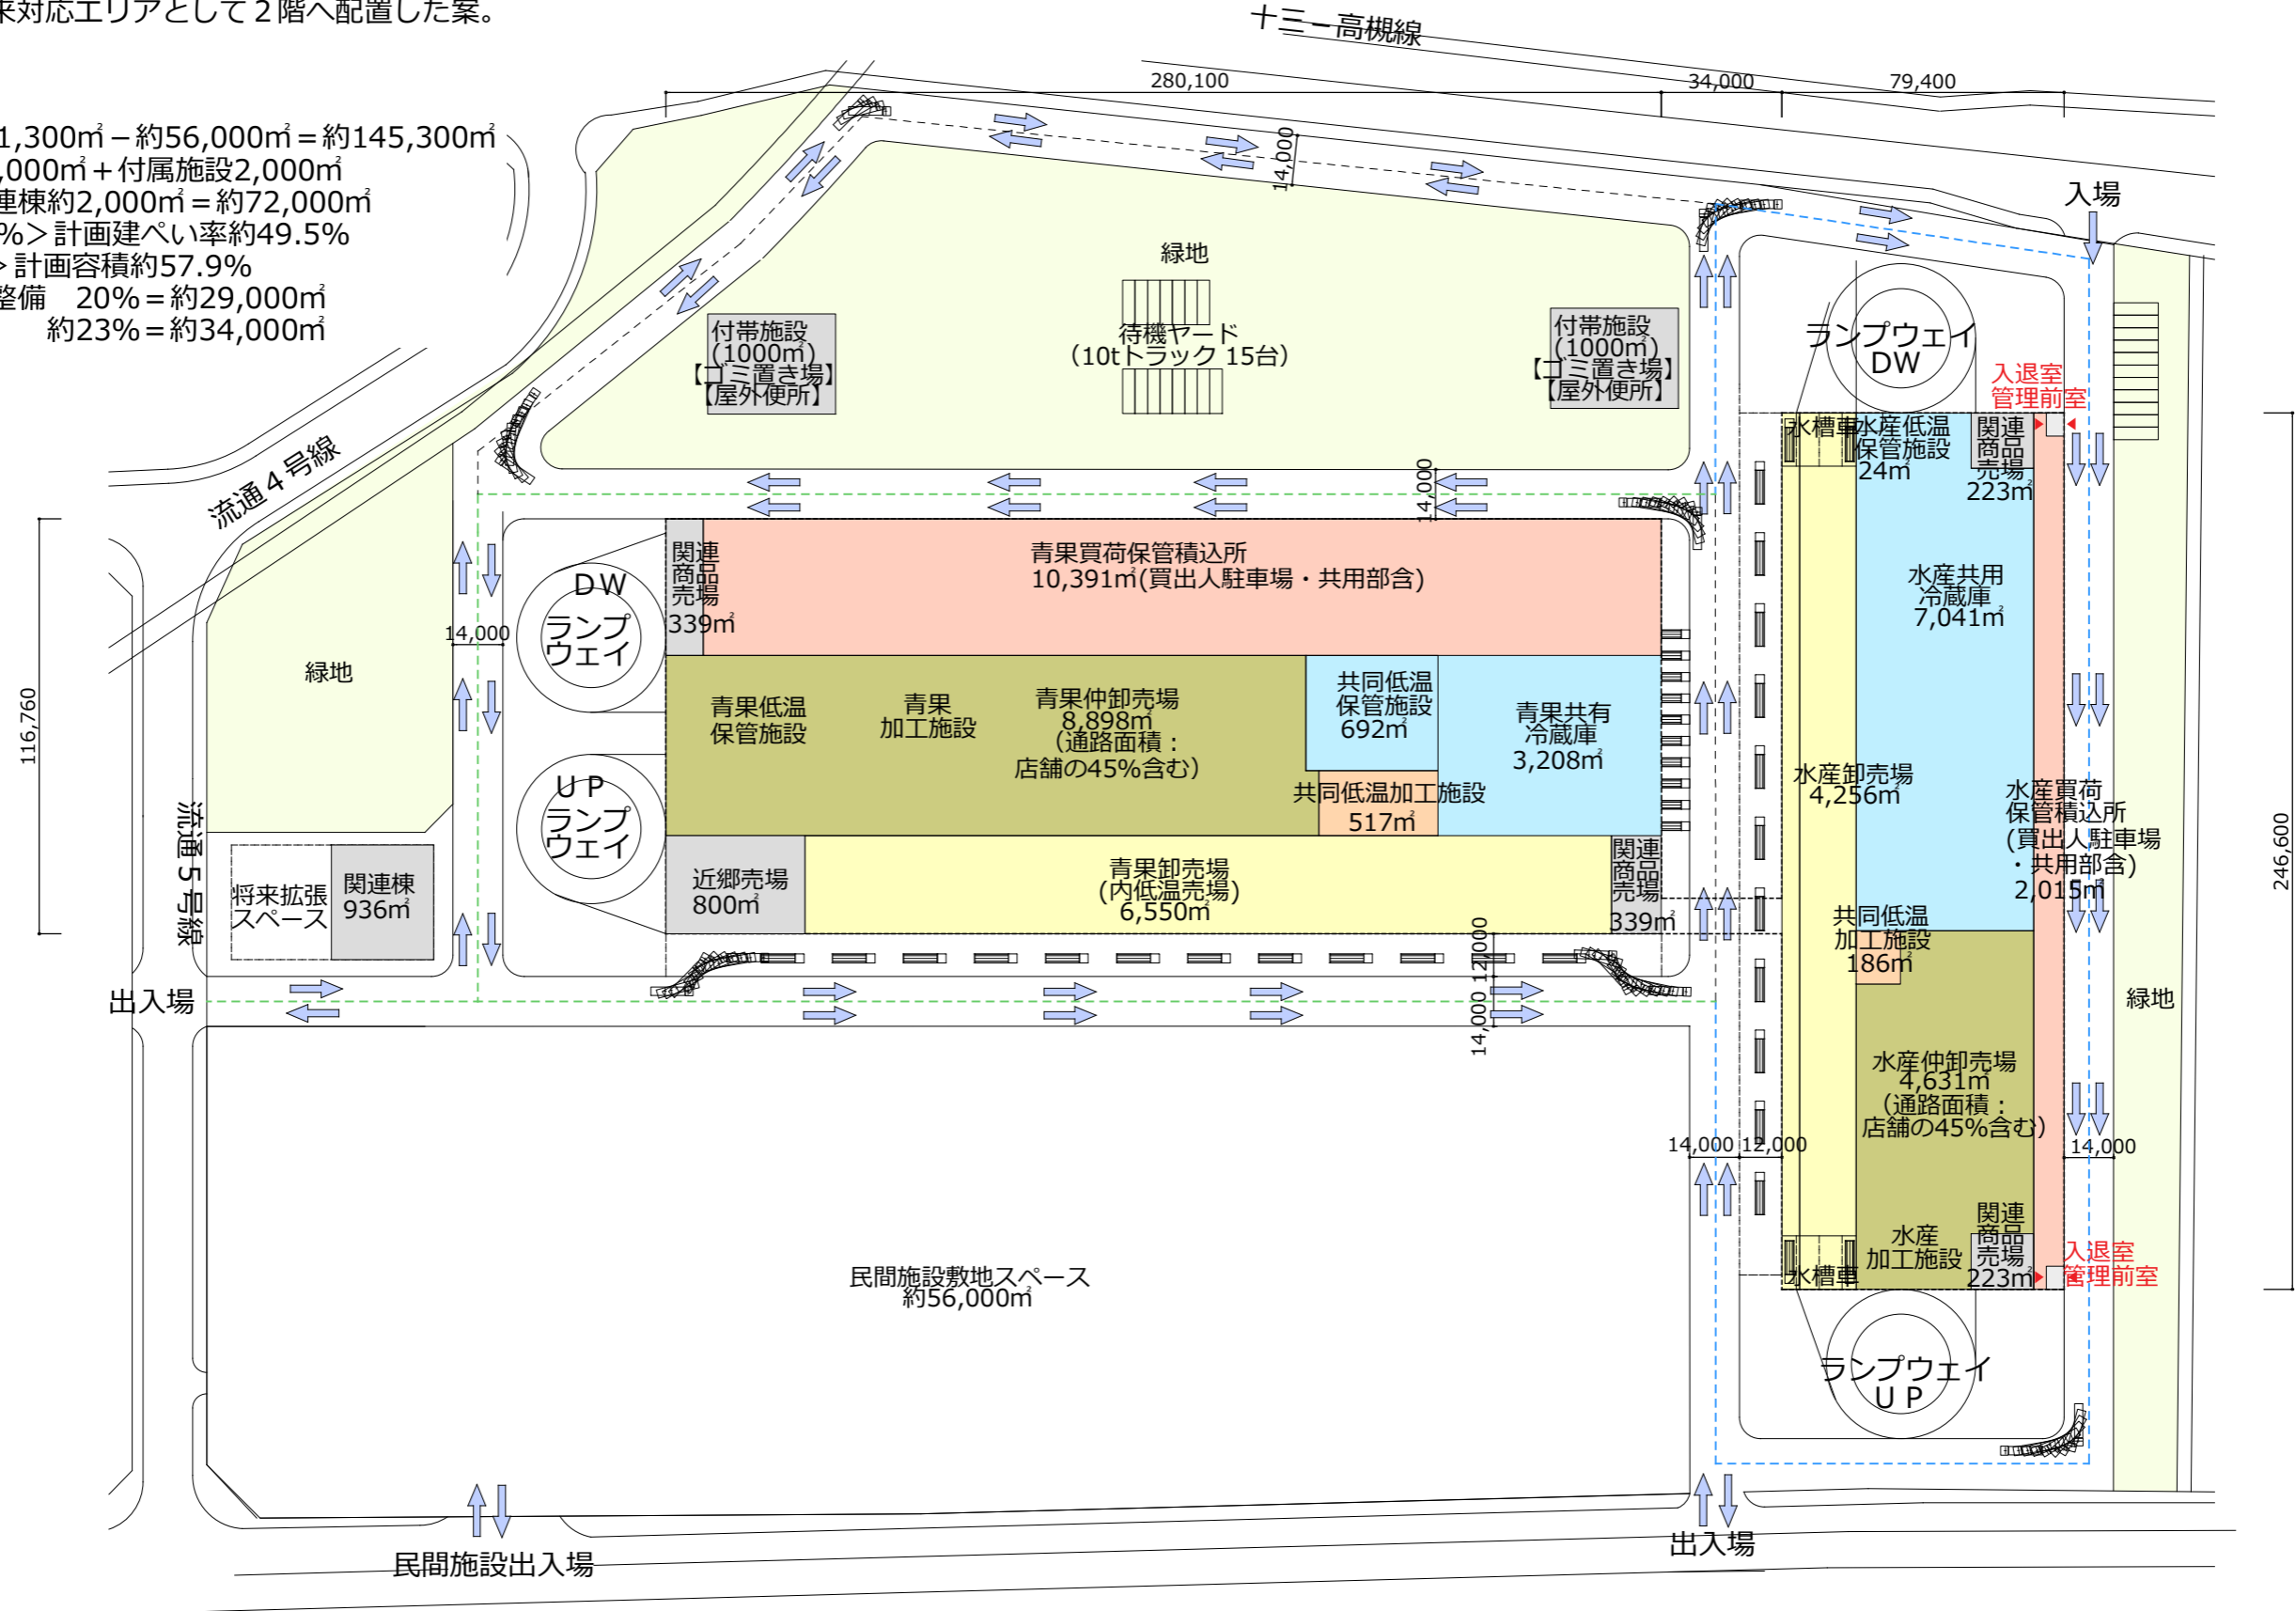 来対応エリアとして２階へ配置した案。
十三－高槻線
280,100
34,000
79,400
1,300㎡－約56,000㎡＝約145,300㎡
,000㎡＋付属施設2,000㎡
連棟約2,000㎡＝約72,000㎡
%＞計画建ぺい率約49.5%
＞計画容積約57.9%
整備　20%＝約29,000㎡
約23%＝約34,000㎡
14,000
入場
緑地
付帯施設
(1000㎡)
【ゴミ置き場】
【屋外便所】
待機ヤード
（10tトラック 15台）
付帯施設
(1000㎡)
【ゴミ置き場】
【屋外便所】
ランプウェイ
DW
入退室
管理前室
流通４号線
14,000
水槽車
水産低温
保管施設
24㎡
関連
商品
売場
223㎡
関連
商品
売場
339㎡
青果買荷保管積込所
10,391㎡(買出人駐車場・共用部含)
ＤＷ
ランプ
ウェイ
14,000
水産共用
冷蔵庫
7,041㎡
緑地
116,760
青果低温
保管施設
青果
加工施設
青果仲卸売場
8,898㎡
（通路面積：
店舗の45%含む）
共同低温
保管施設
692㎡
青果共有
冷蔵庫
3,208㎡
共同低温加工施設
517㎡
ＵＰ
ランプ
ウェイ
水産卸売場
4,256㎡
水産買荷
保管積込所
(買出人駐車場
・共用部含)
2,015㎡
246,600
流通５号線
将来拡張
スペース
関連棟
936㎡
近郷売場
800㎡
青果卸売場
(内低温売場)
6,550㎡
関連
商品
売場
339㎡
共同低温
加工施設
186㎡
12,000
14,000
出入場
緑地
水産仲卸売場
4,631㎡
（通路面積：
店舗の45%含む）
14,000
12,000
14,000
民間施設敷地スペース
約56,000㎡
水産
加工施設
関連
商品
売場
223㎡
水槽車
入退室
管理前室
ランプウェイ
ＵＰ
民間施設出入場
出入場